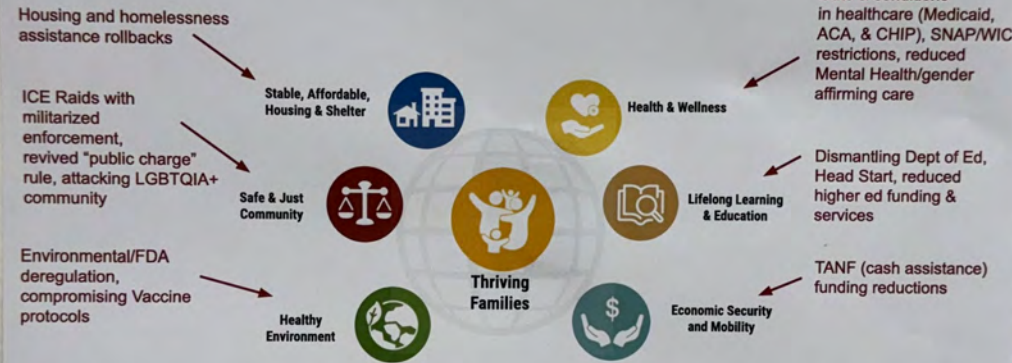 Housing and homelessness
assistance rollbacks
Stable, Affordable,
Housing & Shelter
ICE Raids with
militarized
enforcement,
revived "public charge"
rule, attacking LGBTQIA+
community
Safe & Just
Community
Environmental/FDA
deregulation,
compromising Vaccine
protocols
Healthy
Environment
Thriving
Families
in healthcare (Medicaid,
ACA, & CHIP), SNAP/WIC
restrictions, reduced
Mental Health/gender
affirming care
Health & Wellness
Dismantling Dept of Ed,
Head Start, reduced
higher ed funding &
services
Lifelong Learning
& Education
TANF (cash assistance)
funding reductions
$
Economic Security
and Mobility